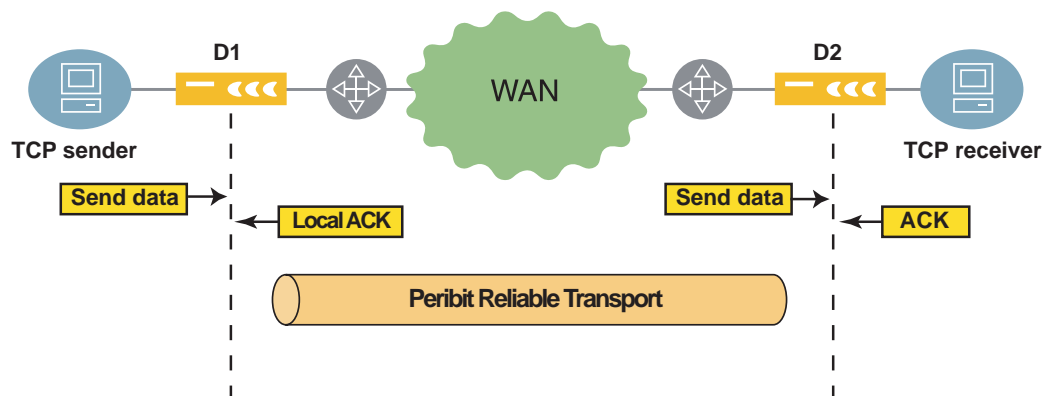 D1
D2
WAN
TCP sender
TCP receiver
Send data
Send data
Local ACK
ACK
Peribit Reliable Transport